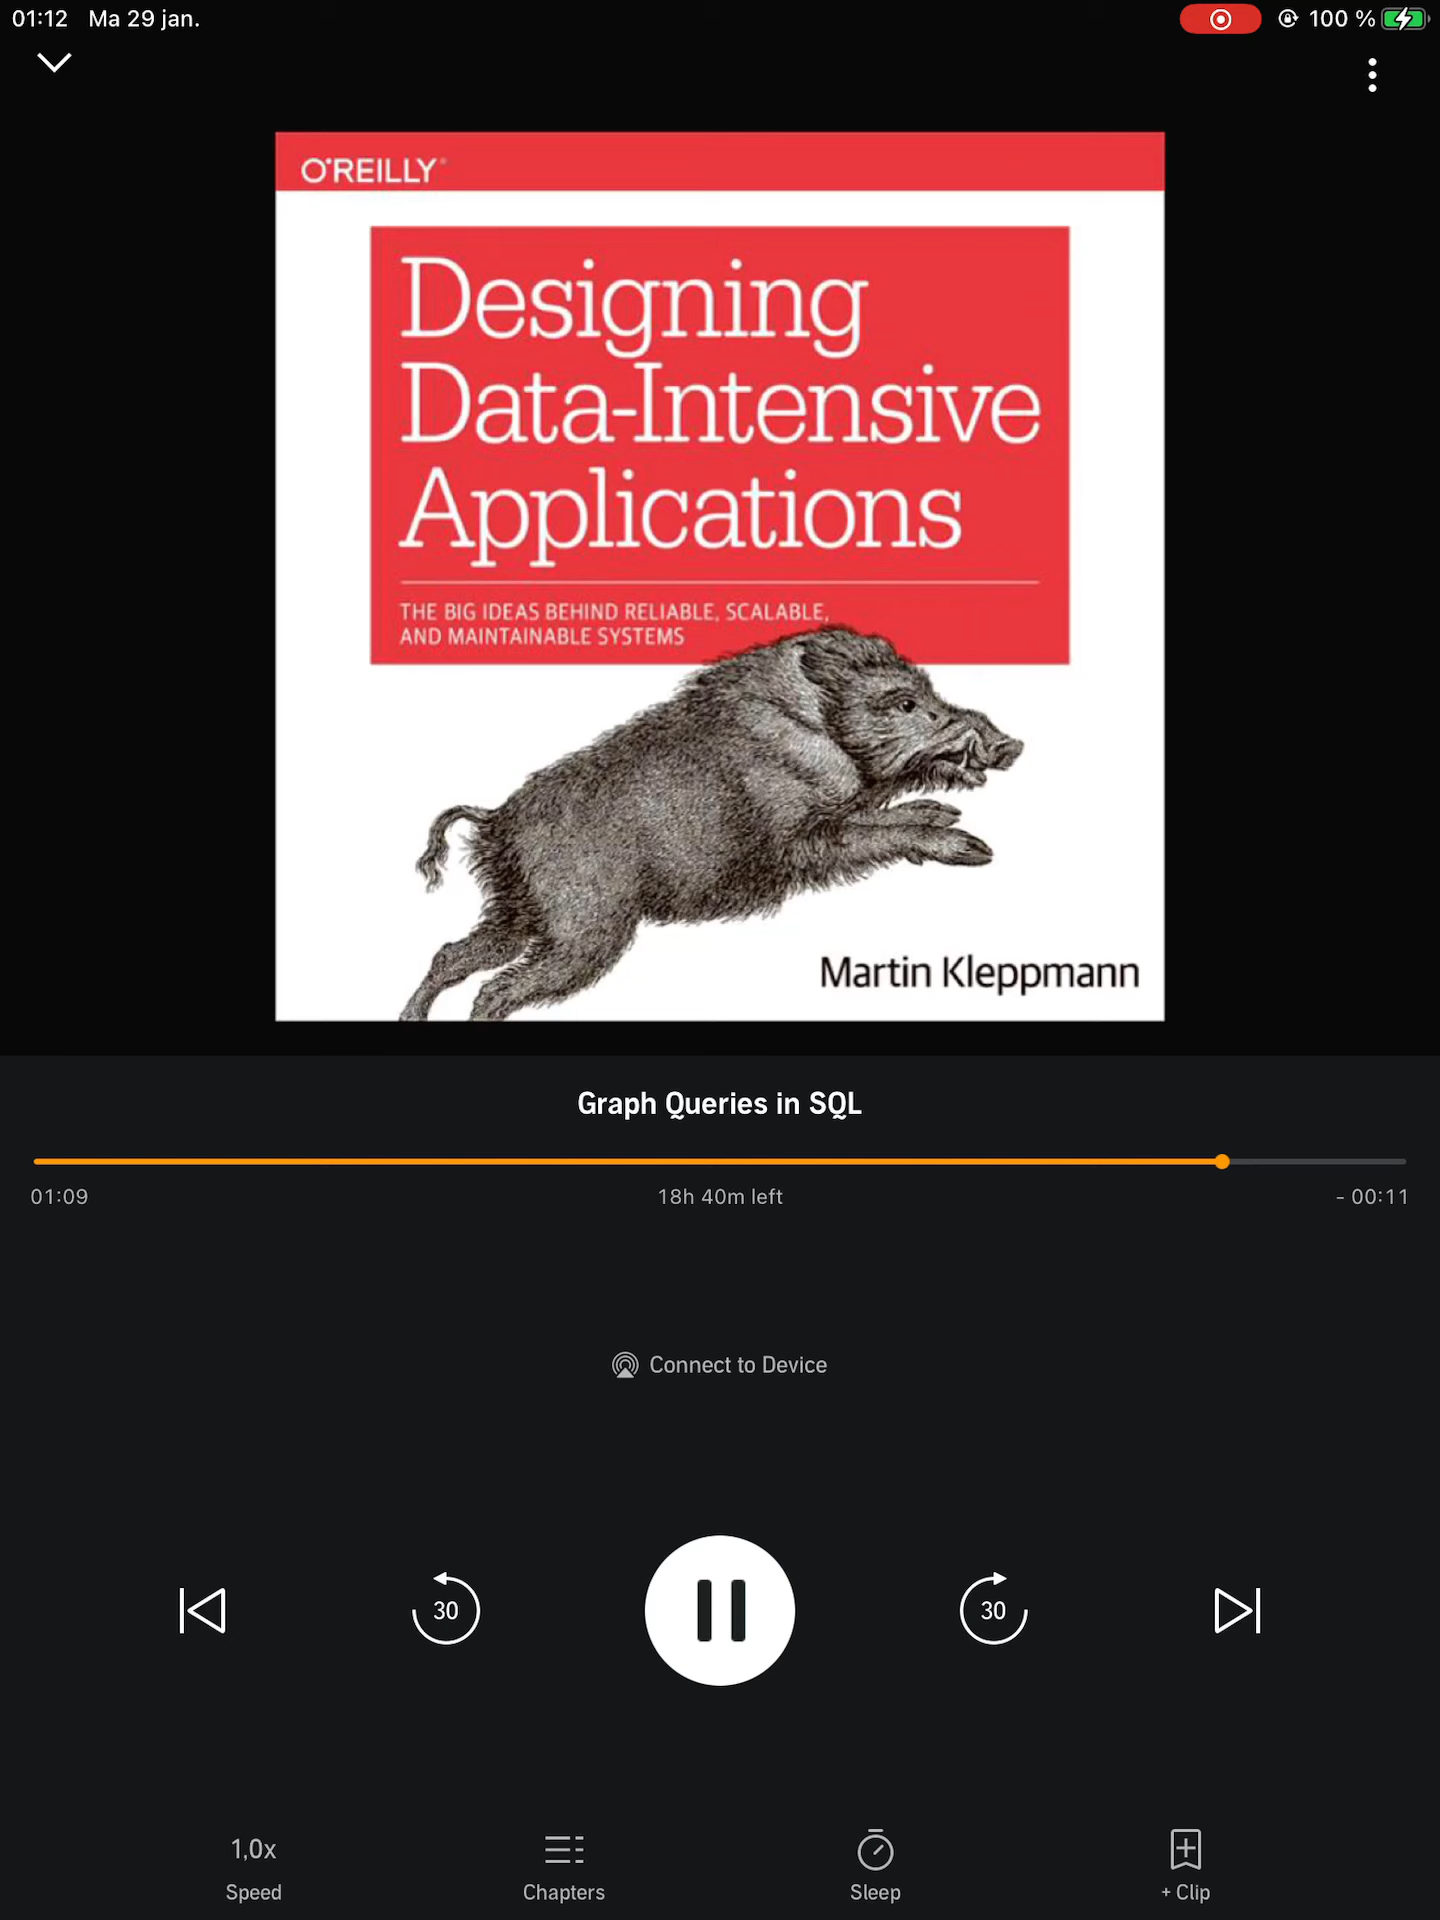 01:12 Ma 29 jan.
100 %
O'REILLY®
Designing
Data-Intensive
Applications
THE BIG IDEAS BEHIND RELIABLE, SCALABLE,
AND MAINTAINABLE SYSTEMS
Martin Kleppmann
Graph Queries in SQL
01:09 18h 40m left - 00:11
Connect to Device
30 30
1,0x
Speed Chapters Sleep + Clip